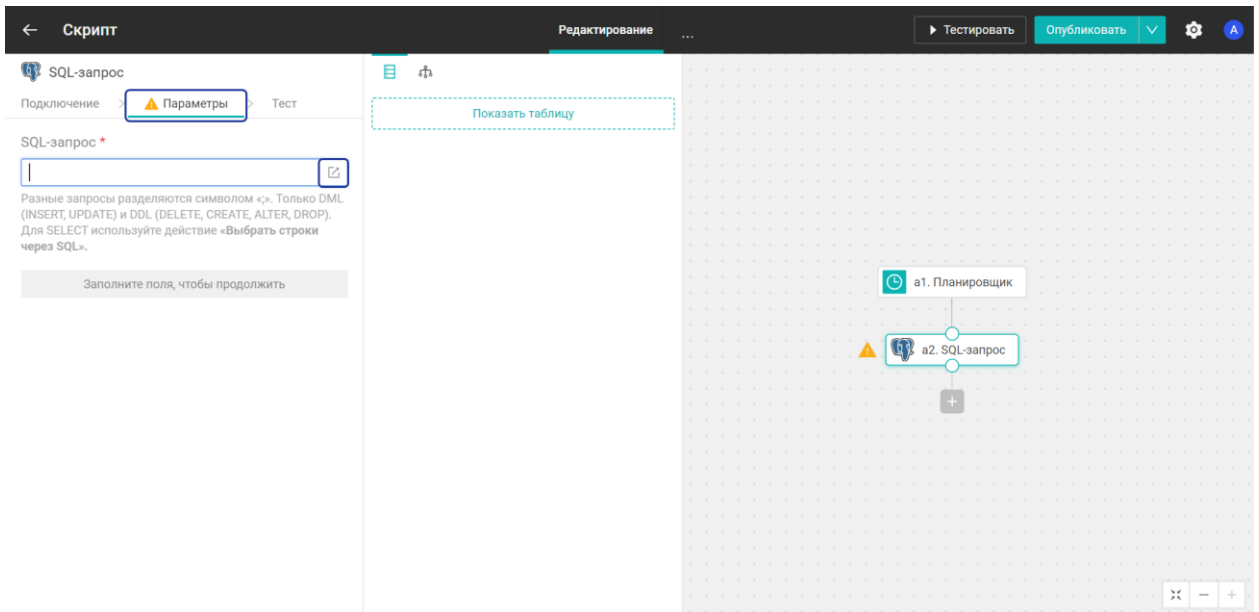 Скрипт
Редактирование
...
Тестировать
Опубликовать
A
SQL-запрос
Подключение
Параметры
Тест
Показать таблицу
SQL-запрос *
Разные запросы разделяются символом «;». Только DML
(INSERT, UPDATE) и DDL (DELETE, CREATE, ALTER, DROP).
Для SELECT используйте действие «Выбрать строки
через SQL».
Заполните поля, чтобы продолжить
a1. Планировщик
a2. SQL-запрос